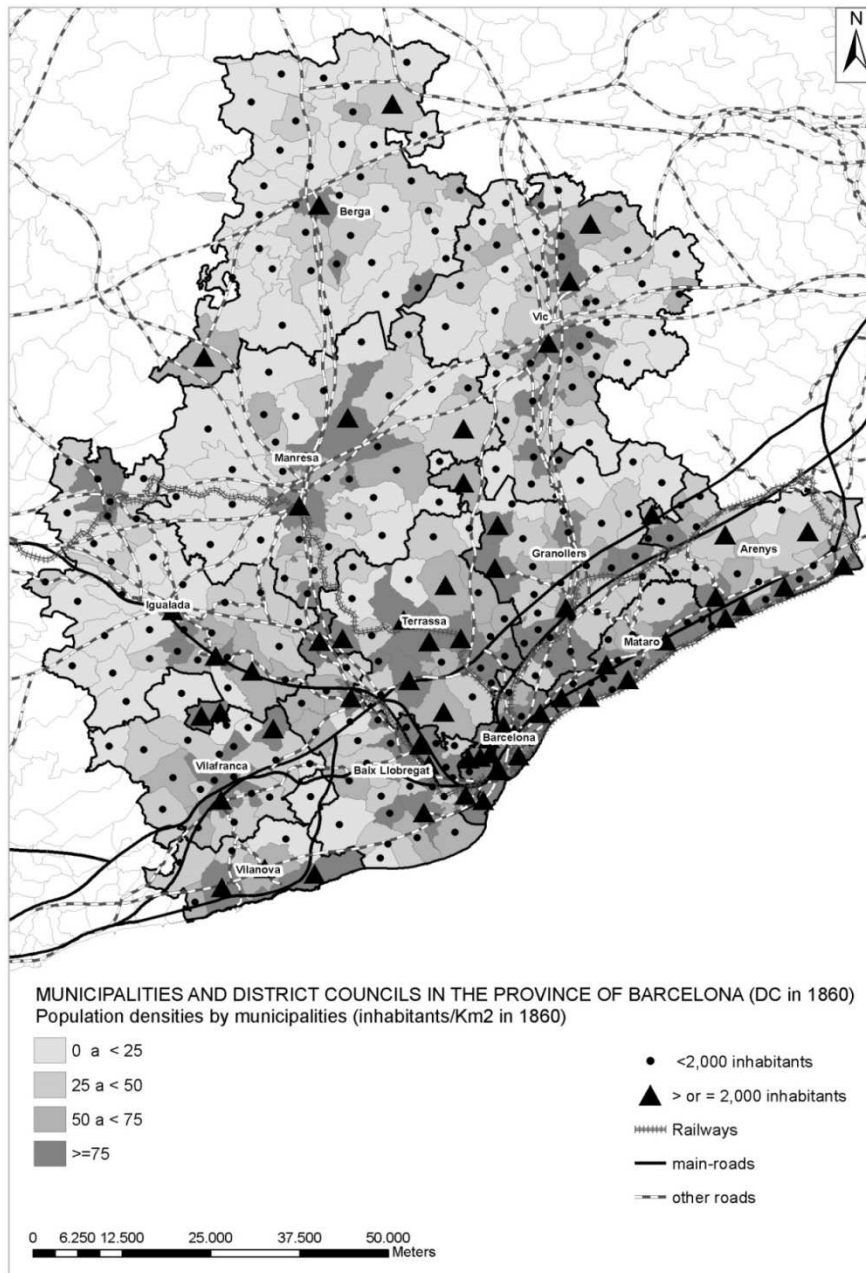 N
Berga
Vic
Manresa
Granollers
Arenys
Igualada
Terrassa
Mataro
Barcelona
Vilafranca
Baix Llobregat
Vilanova
MUNICIPALITIES AND DISTRICT COUNCILS IN THE PROVINCE OF BARCELONA (DC in 1860)
Population densities by municipalities (inhabitants/Km2 in 1860)
0 a < 25
25 a < 50
50 a < 75
>=75
<2,000 inhabitants
> or = 2,000 inhabitants
Railways
main-roads
other roads
0 6.250 12.500 25.000 37.500 50.000
Meters